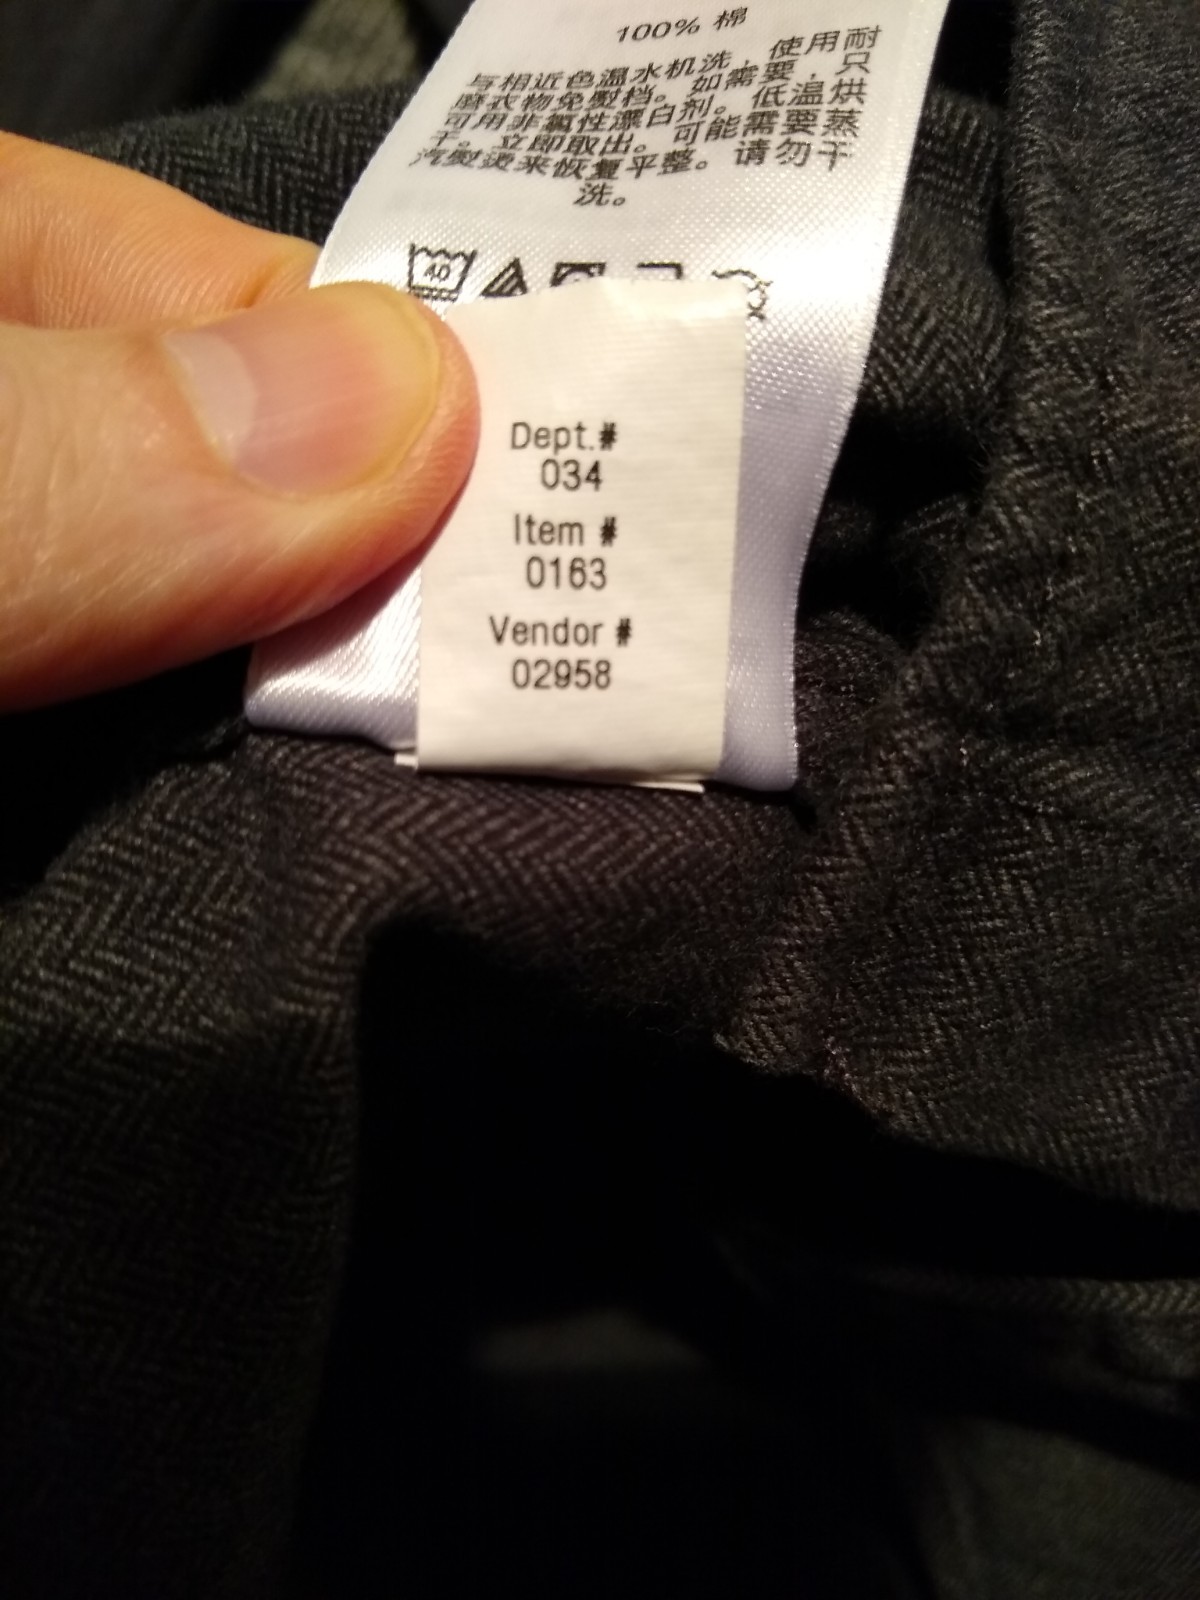 100% 棉
与相近色温水机洗，使用耐
磨衣物免熨档。如需要，只
可用非氯性漂白剂。低温烘
干。立即取出。可能需要蒸
汽熨烫来恢复平整。请勿干
洗。
40
Dept.#
034
Item #
0163
Vendor #
02958